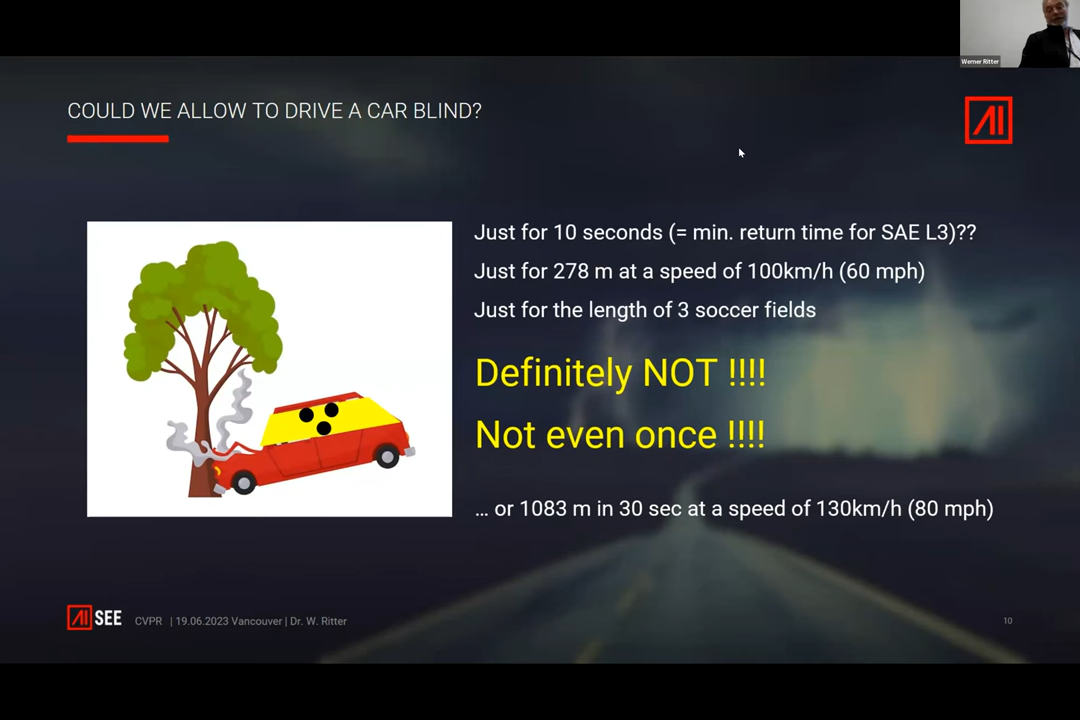 Werner Ritter
COULD WE ALLOW TO DRIVE A CAR BLIND?
AI
Just for 10 seconds (= min. return time for SAE L3)??
Just for 278 m at a speed of 100km/h (60 mph)
Just for the length of 3 soccer fields
Definitely NOT !!!!
Not even once !!!!
… or 1083 m in 30 sec at a speed of 130km/h (80 mph)
AI SEE CVPR | 19.06.2023 Vancouver | Dr. W. Ritter 10